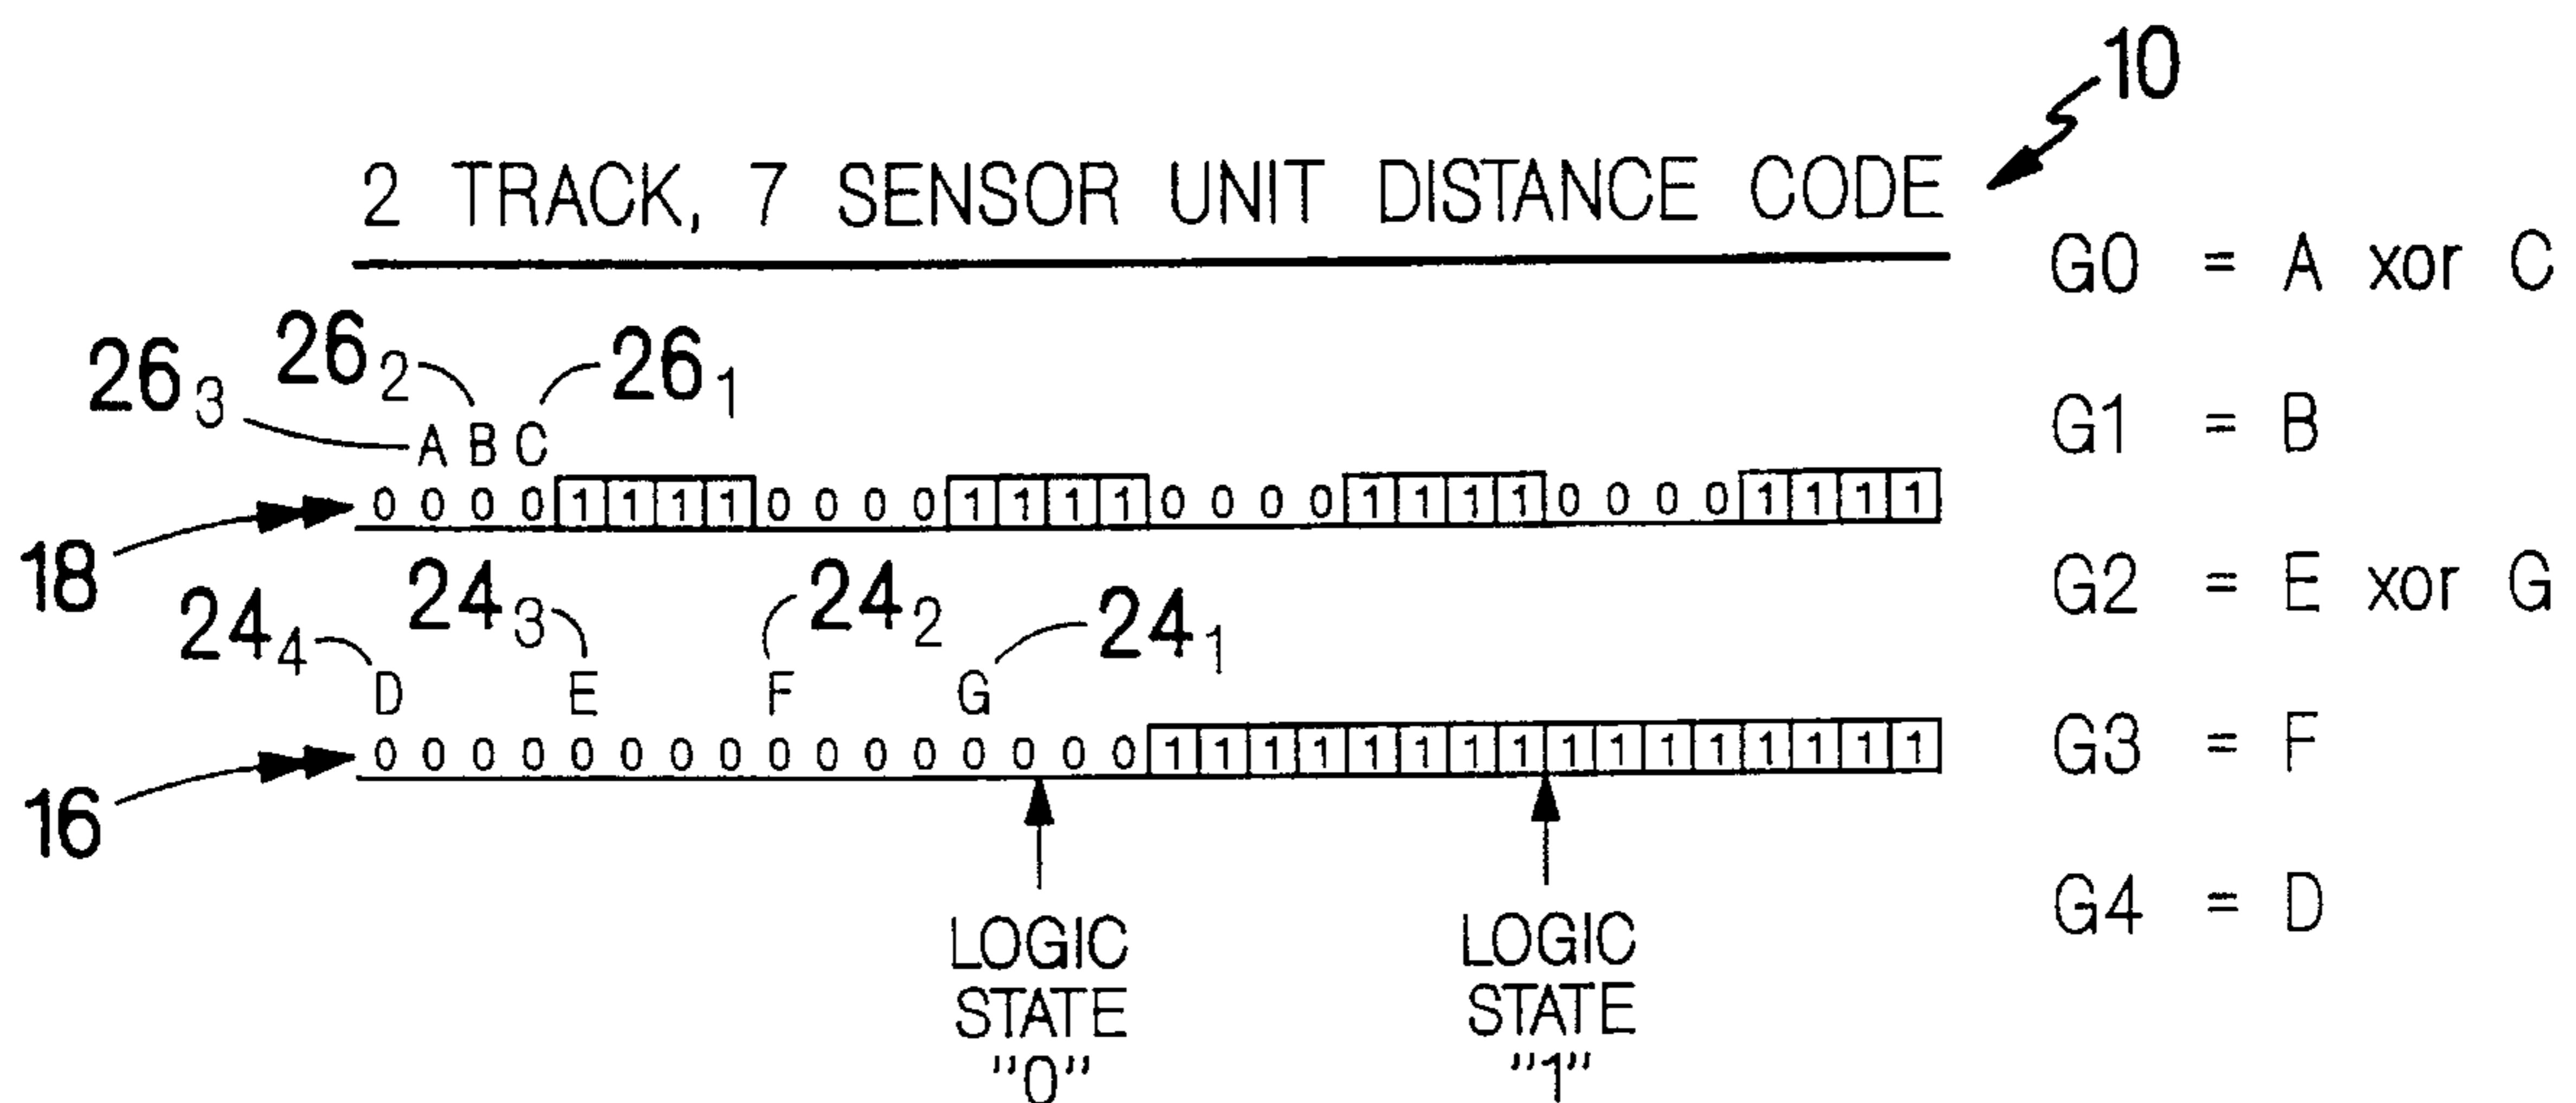 10
2 TRACK, 7 SENSOR UNIT DISTANCE CODE
G0 = A xor C
26₃ 26₂ 26₁
G1 = B
A B C
18 0 0 0 0 1 1 1 1 0 0 0 0 1 1 1 1 0 0 0 0 1 1 1 1 0 0 0 0 1 1 1 1
G2 = E xor G
24₄ 24₃ 24₂ 24₁
D E F G
16 0 0 0 0 0 0 0 0 0 0 0 0 0 0 0 0 1 1 1 1 1 1 1 1 1 1 1 1 1 1 1 1
G3 = F
G4 = D
LOGIC
STATE
"0"
LOGIC
STATE
"1"